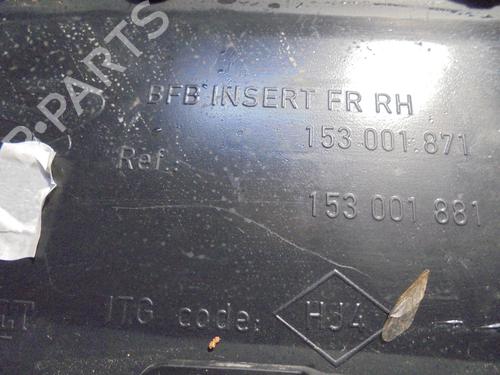 B-PARTS
BFB INSERT FR RH
153 001 871
Ref.
153 001 881
ITG code:
HJ4